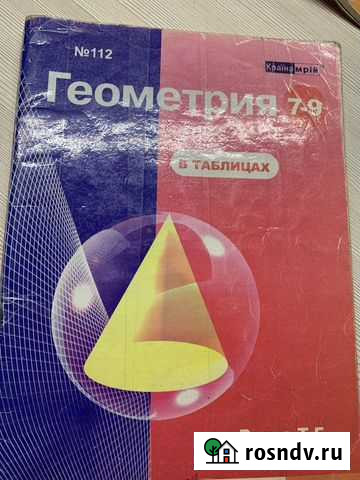 №112
Країна мрій
Геометрия 7-9
В ТАБЛИЦАХ
rosndv.ru